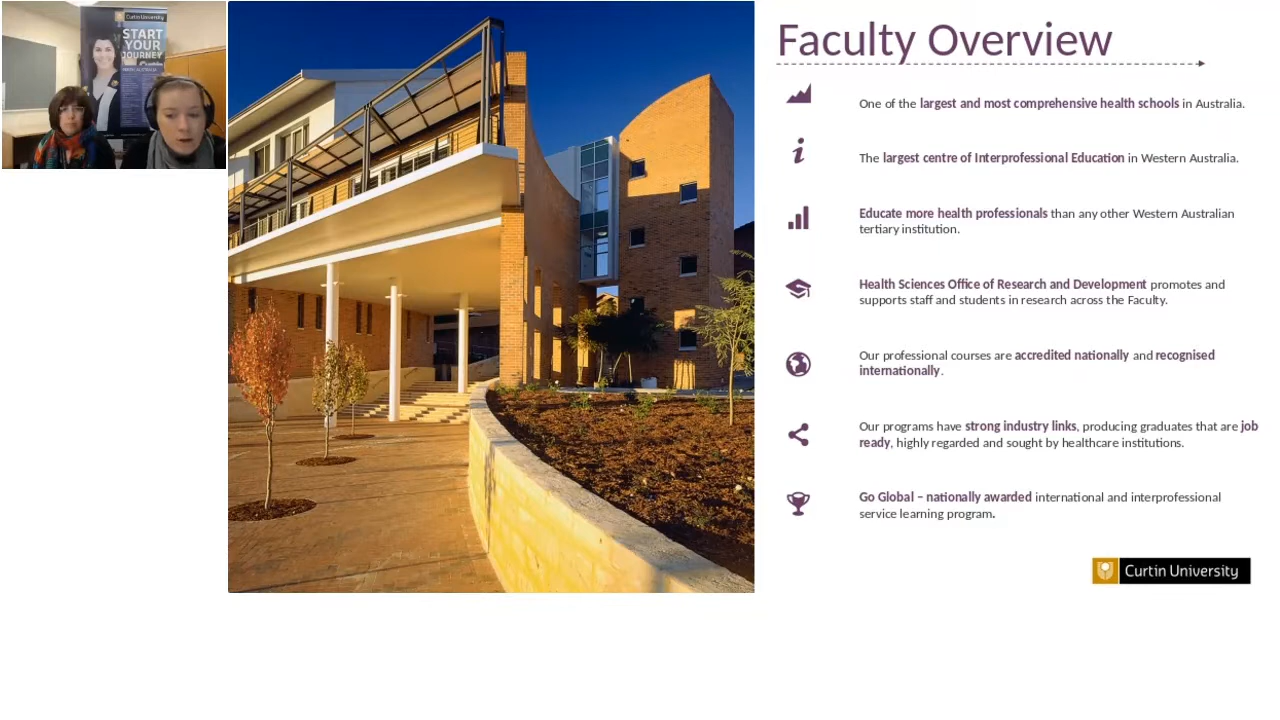 Curtin University
START
YOUR
JOURNEY
Faculty Overview
One of the largest and most comprehensive health schools in Australia.
The largest centre of Interprofessional Education in Western Australia.
Educate more health professionals than any other Western Australian
tertiary institution.
Health Sciences Office of Research and Development promotes and
supports staff and students in research across the Faculty.
Our professional courses are accredited nationally and recognised
internationally.
Our programs have strong industry links, producing graduates that are job
ready, highly regarded and sought by healthcare institutions.
Go Global – nationally awarded international and interprofessional
service learning program.
Curtin University